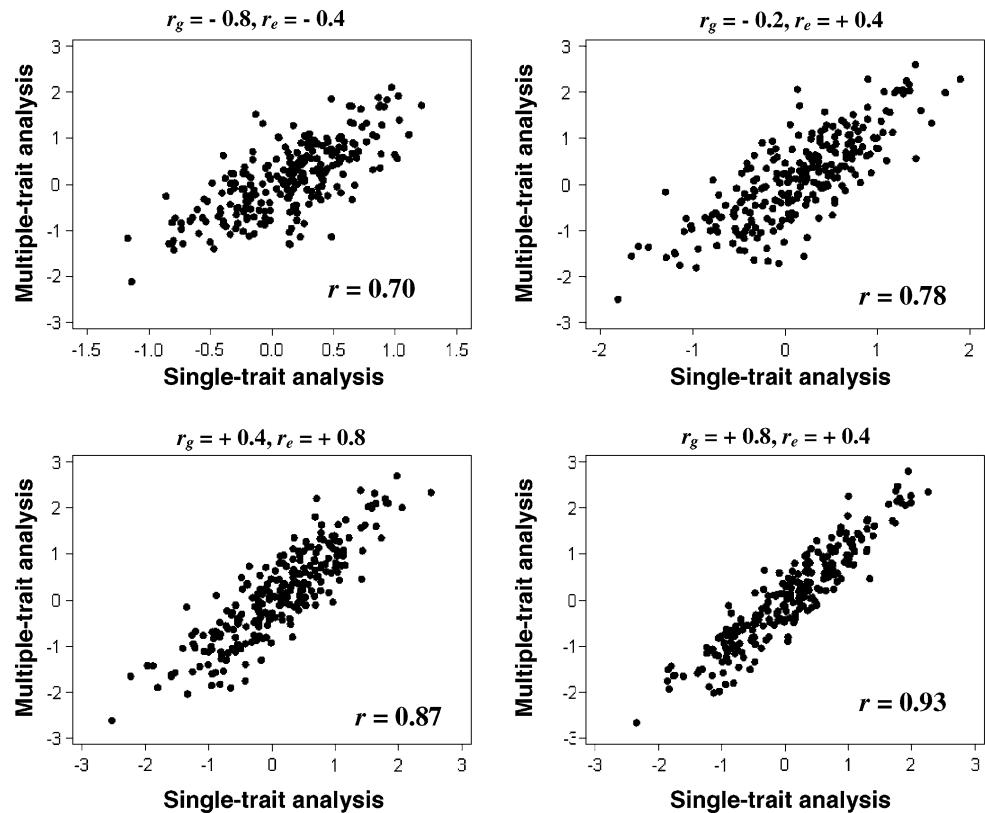 r_g = - 0.8, r_e = - 0.4
3
2
1
0
-1
-2
-3
Multiple-trait analysis
r = 0.70
-1.5 -1.0 -0.5 0.0 0.5 1.0 1.5
Single-trait analysis
r_g = - 0.2, r_e = + 0.4
3
2
1
0
-1
-2
-3
Multiple-trait analysis
r = 0.78
-2 -1 0 1 2
Single-trait analysis
r_g = + 0.4, r_e = + 0.8
3
2
1
0
-1
-2
-3
Multiple-trait analysis
r = 0.87
-3 -2 -1 0 1 2 3
Single-trait analysis
r_g = + 0.8, r_e = + 0.4
3
2
1
0
-1
-2
-3
Multiple-trait analysis
r = 0.93
-3 -2 -1 0 1 2 3
Single-trait analysis